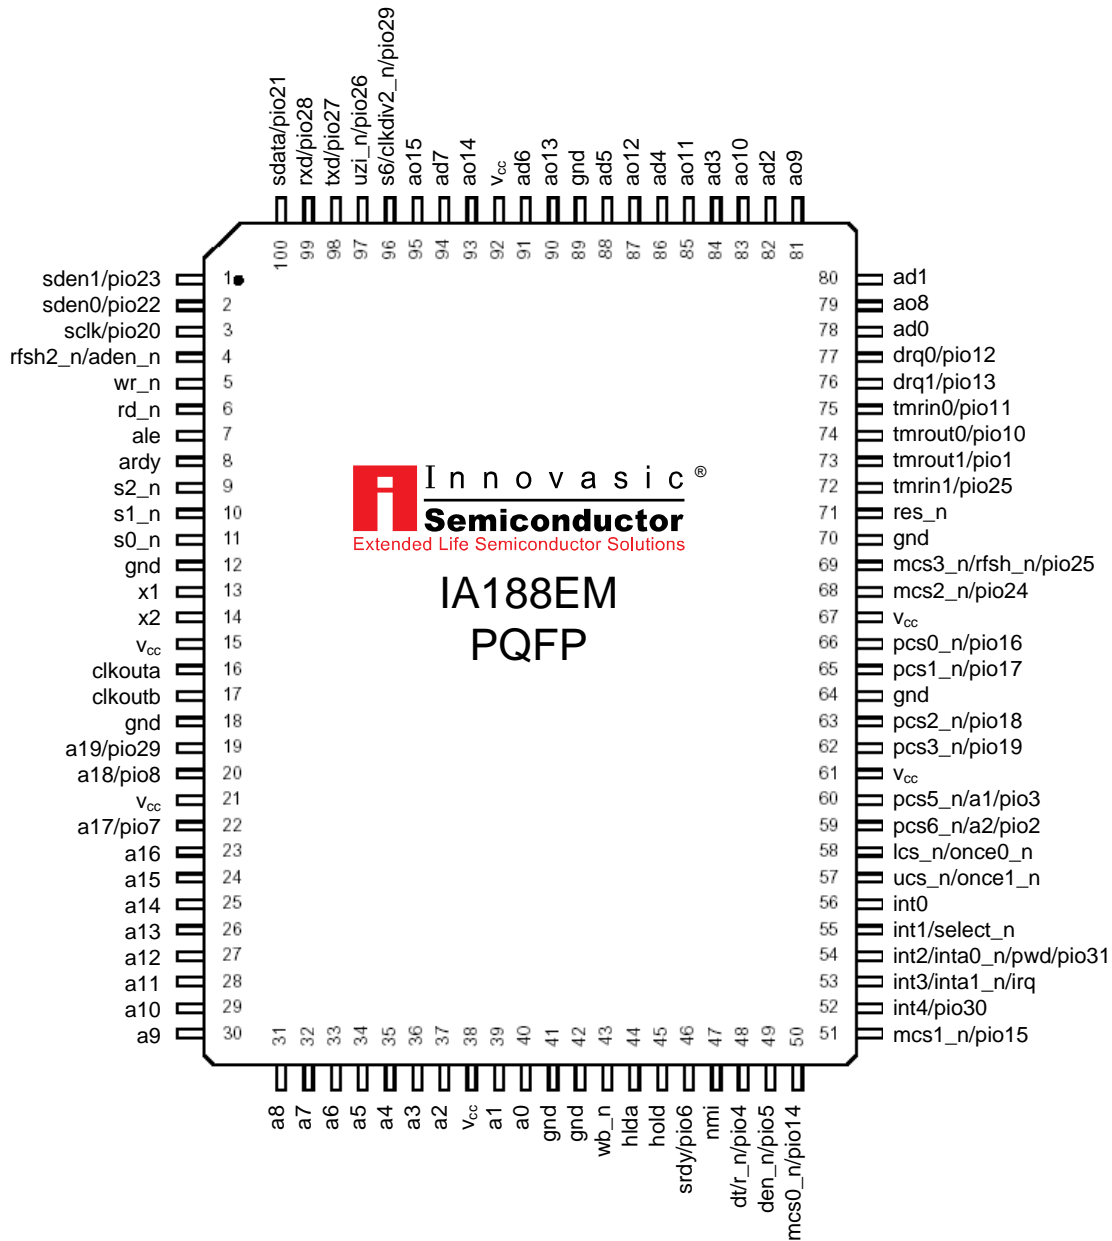 sdata/pio21
rxd/pio28
txd/pio27
uzi_n/pio26
s6/clkdiv2_n/pio29
ao15
ad7
ao14
vcc
ad6
ao13
gnd
ad5
ao12
ad4
ao11
ad3
ao10
ad2
ao9
100
99
98
97
96
95
94
93
92
91
90
89
88
87
86
85
84
83
82
81
sden1/pio23 1
sden0/pio22 2
sclk/pio20 3
rfsh2_n/aden_n 4
wr_n 5
rd_n 6
ale 7
ardy 8
s2_n 9
s1_n 10
s0_n 11
gnd 12
x1 13
x2 14
vcc 15
clkouta 16
clkoutb 17
gnd 18
a19/pio29 19
a18/pio8 20
vcc 21
a17/pio7 22
a16 23
a15 24
a14 25
a13 26
a12 27
a11 28
a10 29
a9 30
i Innovasic ®
Semiconductor
Extended Life Semiconductor Solutions
IA188EM
PQFP
80 ad1
79 ao8
78 ad0
77 drq0/pio12
76 drq1/pio13
75 tmrin0/pio11
74 tmrout0/pio10
73 tmrout1/pio1
72 tmrin1/pio25
71 res_n
70 gnd
69 mcs3_n/rfsh_n/pio25
68 mcs2_n/pio24
67 vcc
66 pcs0_n/pio16
65 pcs1_n/pio17
64 gnd
63 pcs2_n/pio18
62 pcs3_n/pio19
61 vcc
60 pcs5_n/a1/pio3
59 pcs6_n/a2/pio2
58 lcs_n/once0_n
57 ucs_n/once1_n
56 int0
55 int1/select_n
54 int2/inta0_n/pwd/pio31
53 int3/inta1_n/irq
52 int4/pio30
51 mcs1_n/pio15
31
32
33
34
35
36
37
38
39
40
41
42
43
44
45
46
47
48
49
50
a8
a7
a6
a5
a4
a3
a2
vcc
a1
a0
gnd
gnd
wb_n
hlda
hold
srdy/pio6
nmi
dt/r_n/pio4
den_n/pio5
mcs0_n/pio14